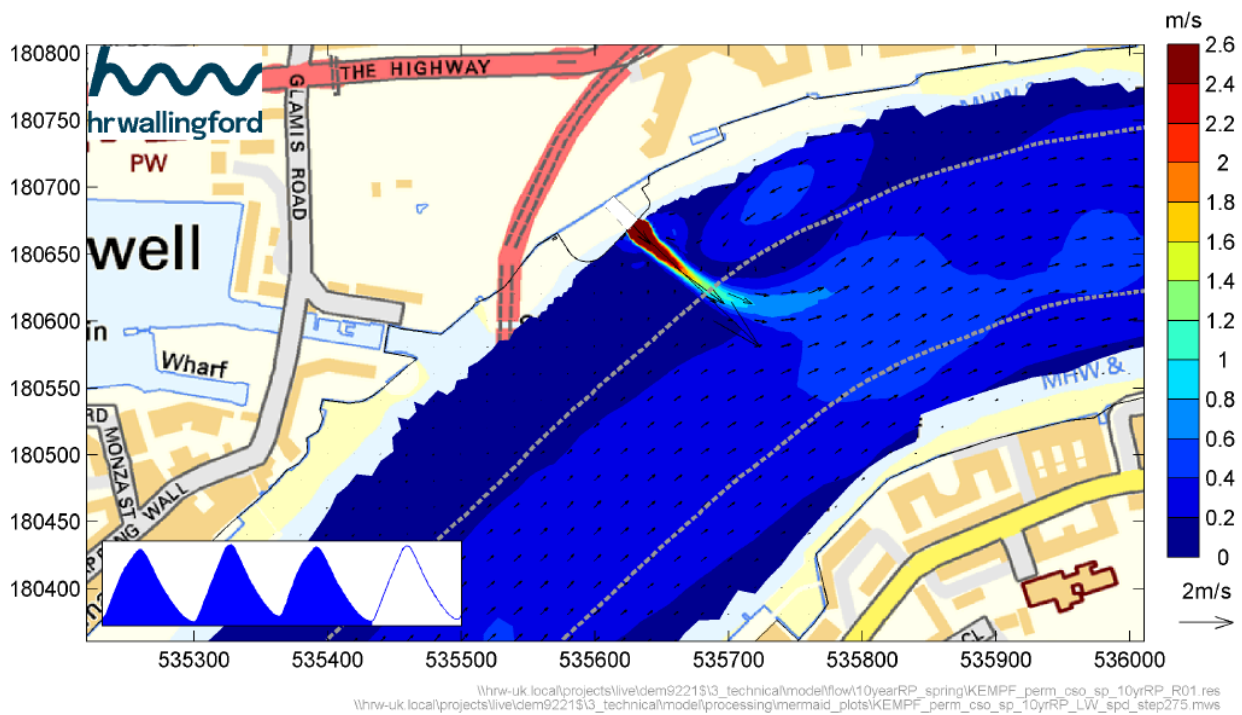 m/s
180800
180750
180700
180650
180600
180550
180500
180450
180400
hrwallingford
THE HIGHWAY
GLAMIS ROAD
PW
well
Wharf
MONZA ST
WALL
MHW &
MHW &
CL
2.6
2.4
2.2
2
1.8
1.6
1.4
1.2
1
0.8
0.6
0.4
0.2
0
2m/s
535300 535400 535500 535600 535700 535800 535900 536000
\\hrw-uk.local\projects\live\dem9221$\3_technical\model\flow\10yearRP_spring\KEMPF_perm_cso_sp_10yrRP_R01.res
\\hrw-uk.local\projects\live\dem9221$\3_technical\model\processing\mermaid_plots\KEMPF_perm_cso_sp_10yrRP_LW_spd_step275.mws